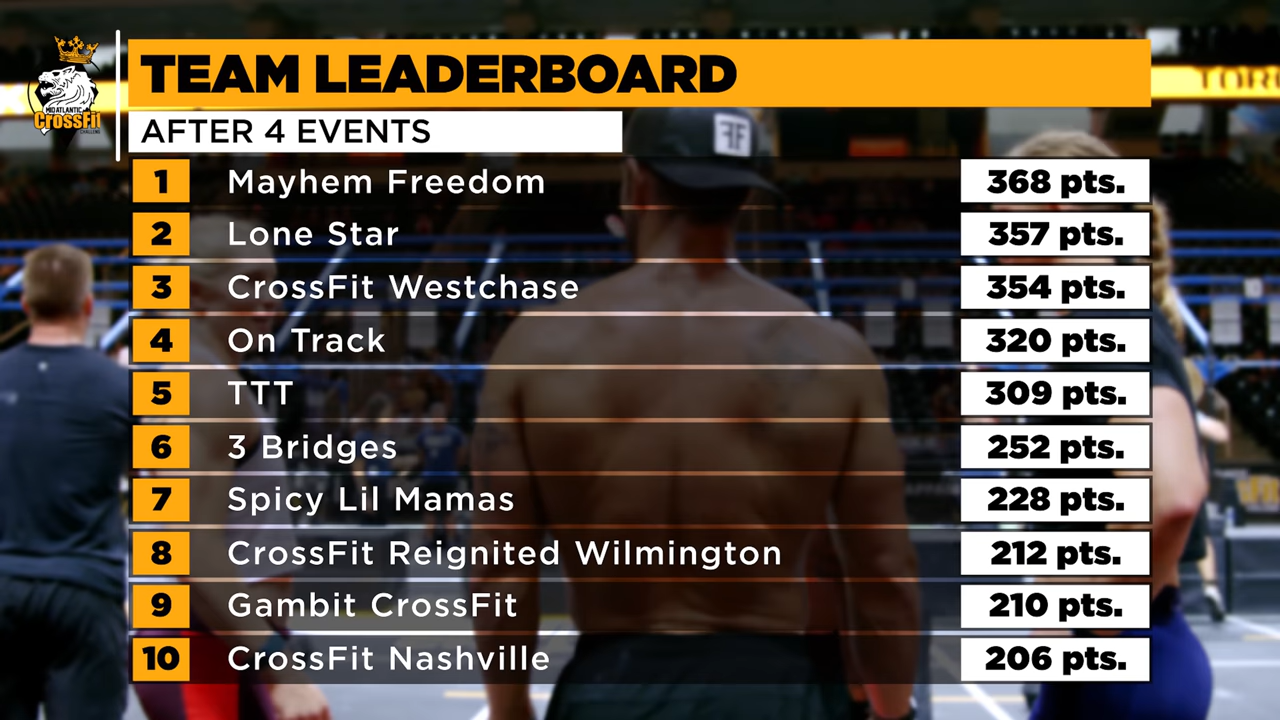 MID ATLANTIC
CrossFit
CHALLENGE
TEAM LEADERBOARD
AFTER 4 EVENTS
1 Mayhem Freedom 368 pts.
2 Lone Star 357 pts.
3 CrossFit Westchase 354 pts.
4 On Track 320 pts.
5 TTT 309 pts.
6 3 Bridges 252 pts.
7 Spicy Lil Mamas 228 pts.
8 CrossFit Reignited Wilmington 212 pts.
9 Gambit CrossFit 210 pts.
10 CrossFit Nashville 206 pts.